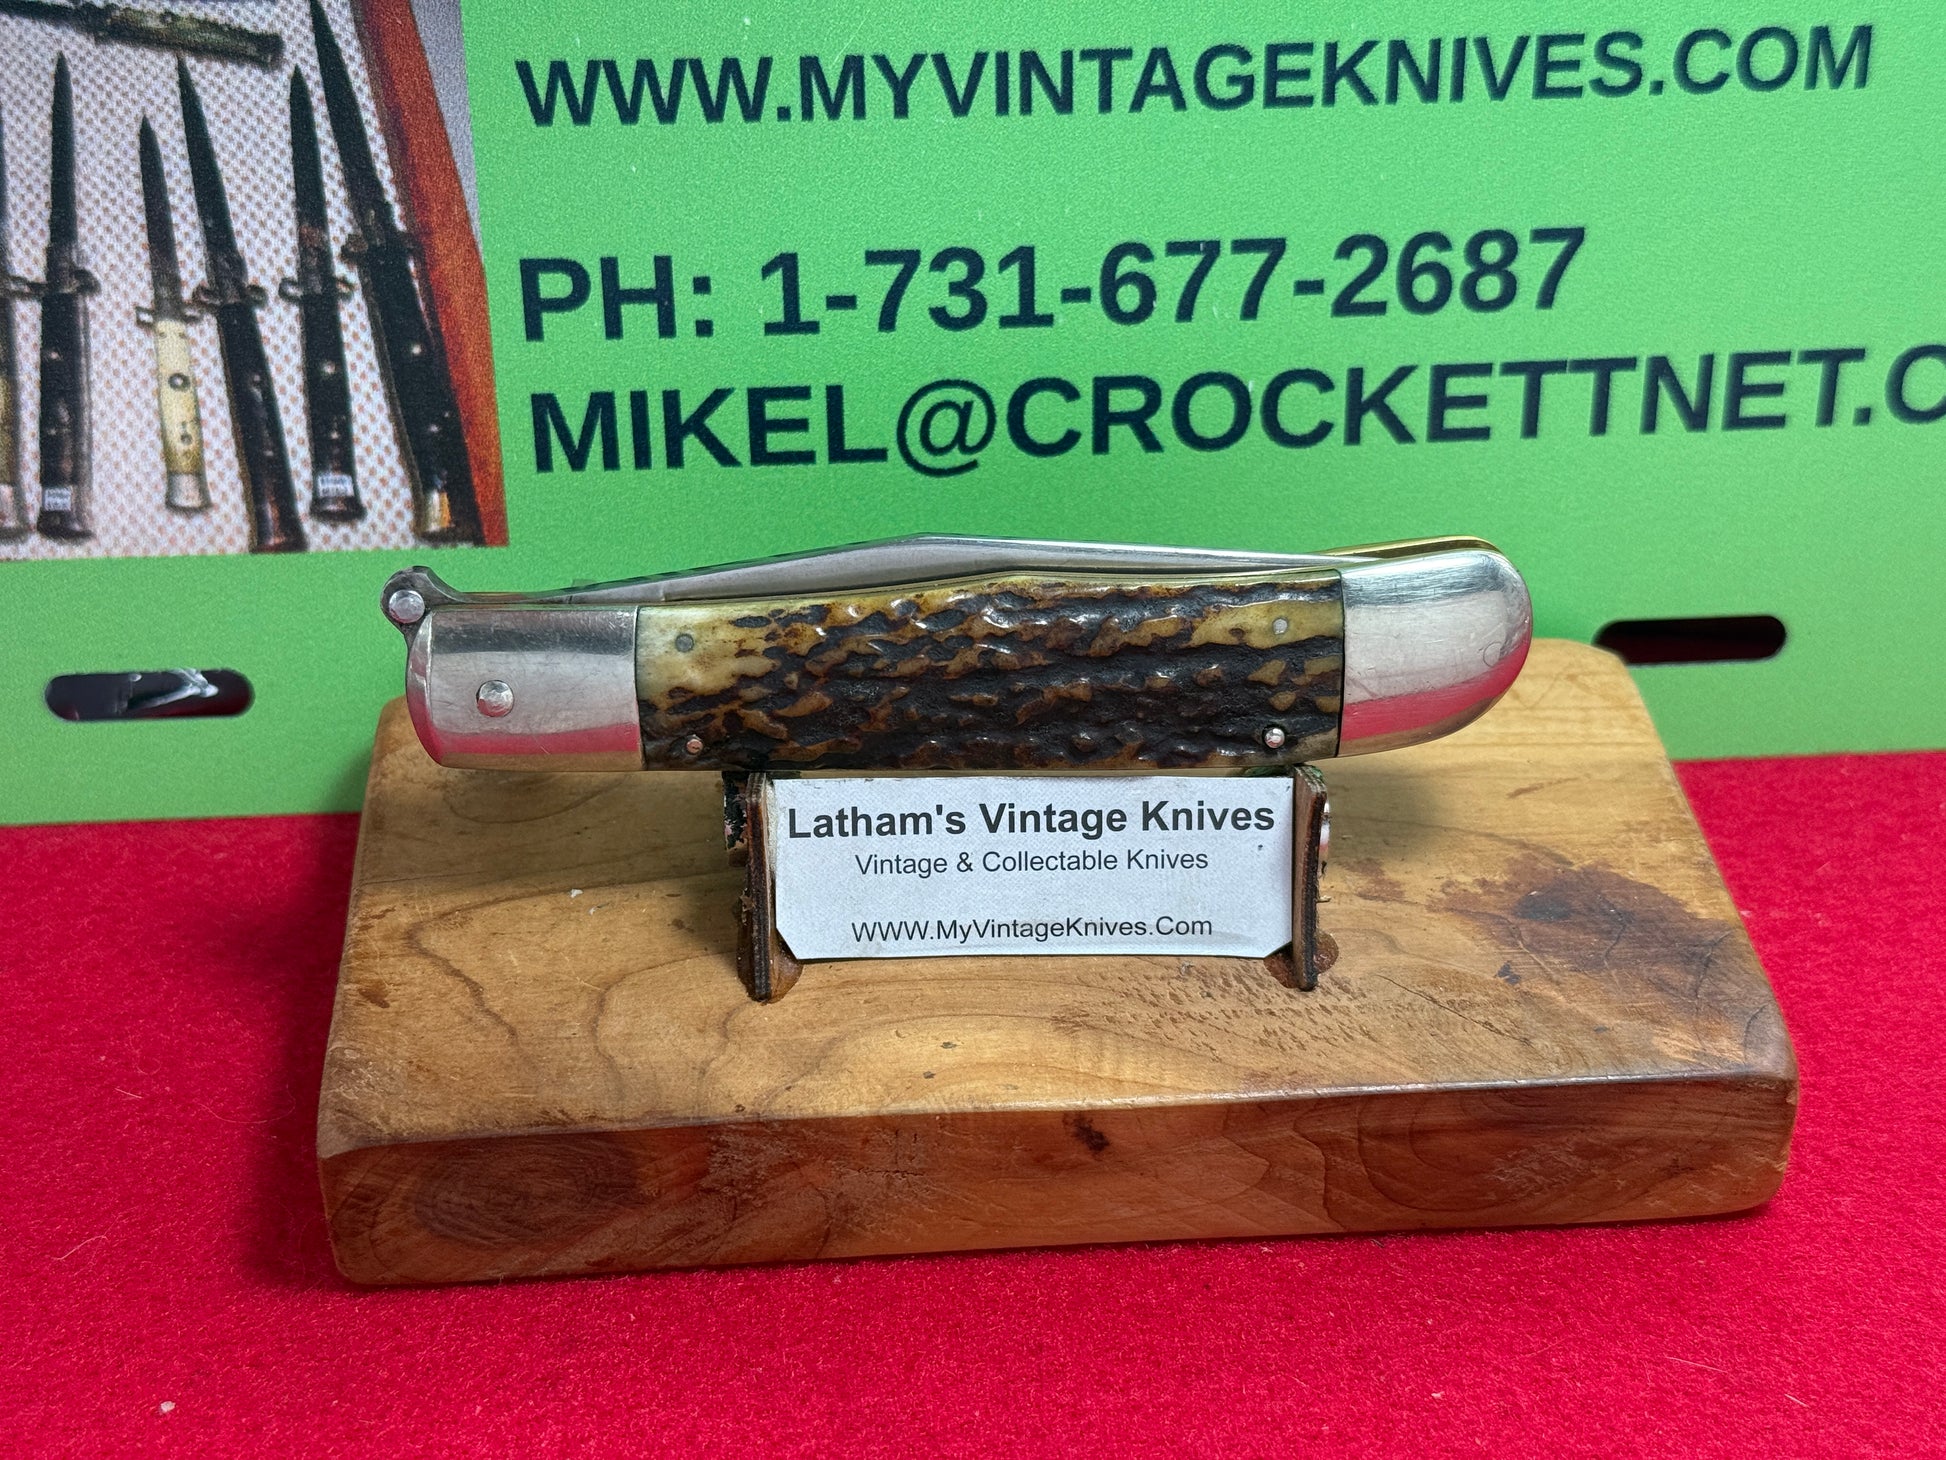 WWW.MYVINTAGEKNIVES.COM
PH: 1-731-677-2687
MIKEL@CROCKETTNET.C
Latham's Vintage Knives
Vintage & Collectable Knives
WWW.MyVintageKnives.Com